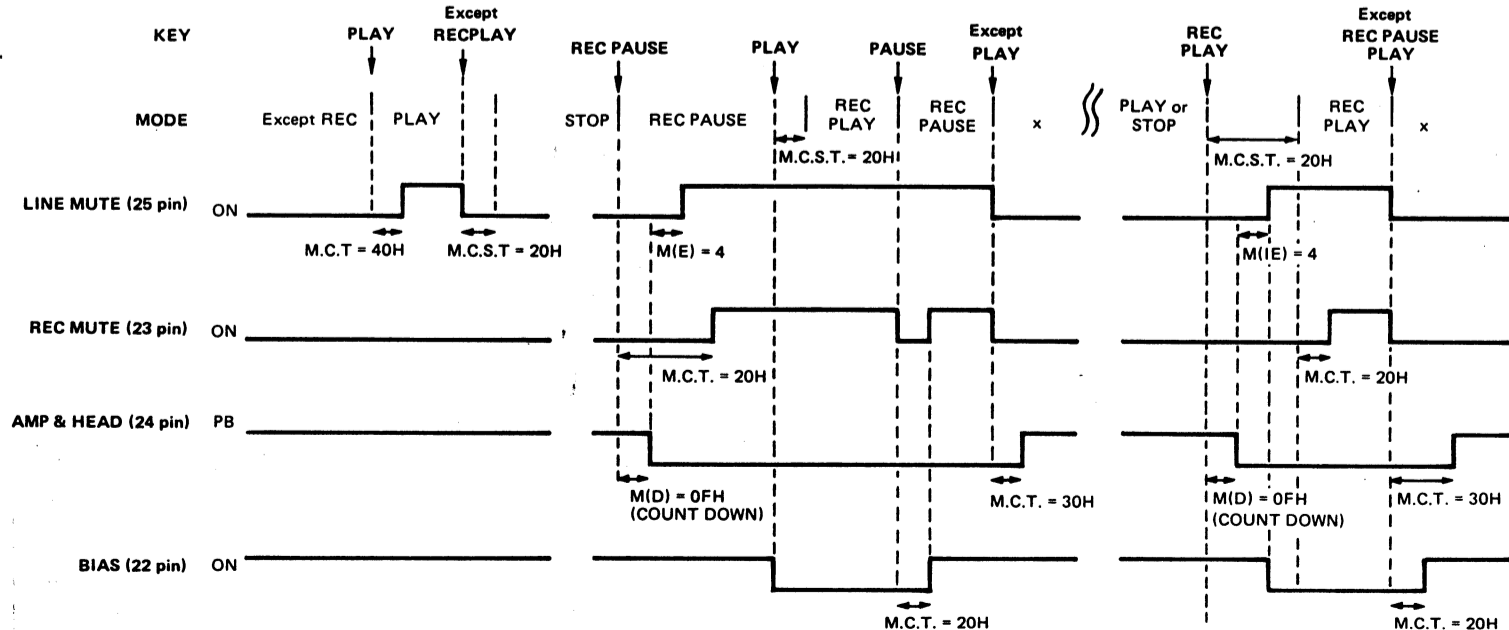 KEY
PLAY
Except
RECPLAY
REC PAUSE
PLAY
PAUSE
Except
PLAY
REC
PLAY
Except
REC PAUSE
PLAY
MODE
Except REC
PLAY
STOP
REC PAUSE
REC
PLAY
REC
PAUSE
x
PLAY or
STOP
REC
PLAY
x
M.C.S.T. = 20H
M.C.S.T. = 20H
LINE MUTE (25 pin)
ON
M.C.T = 40H
M.C.S.T = 20H
M(E) = 4
M(IE) = 4
REC MUTE (23 pin)
ON
M.C.T. = 20H
M.C.T. = 20H
AMP & HEAD (24 pin)
PB
M(D) = 0FH
(COUNT DOWN)
M.C.T. = 30H
M(D) = 0FH
(COUNT DOWN)
M.C.T. = 30H
BIAS (22 pin)
ON
M.C.T. = 20H
M.C.T. = 20H